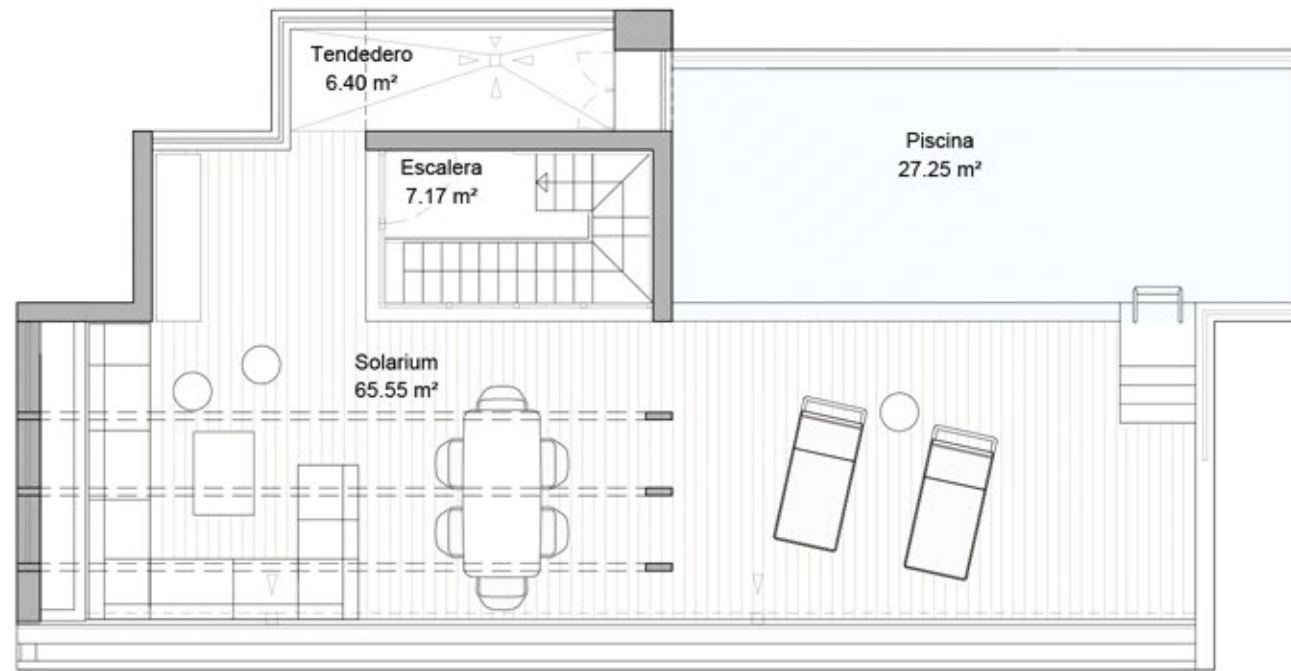 Tendedero
6.40 m²
Piscina
27.25 m²
Escalera
7.17 m²
Solarium
65.55 m²